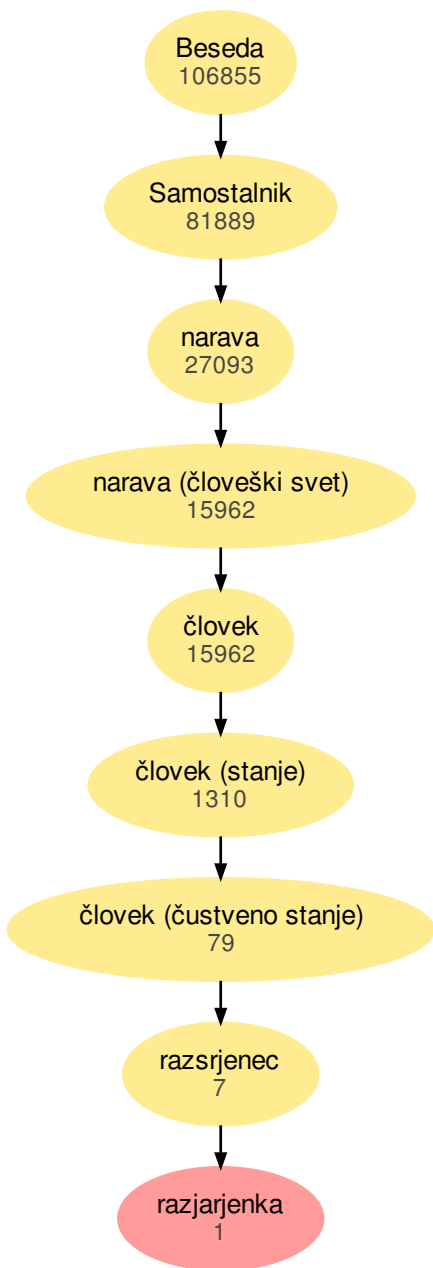 Beseda
106855
Samostalnik
81889
narava
27093
narava (človeški svet)
15962
človek
15962
človek (stanje)
1310
človek (čustveno stanje)
79
razsrjenec
7
razjarjenka
1